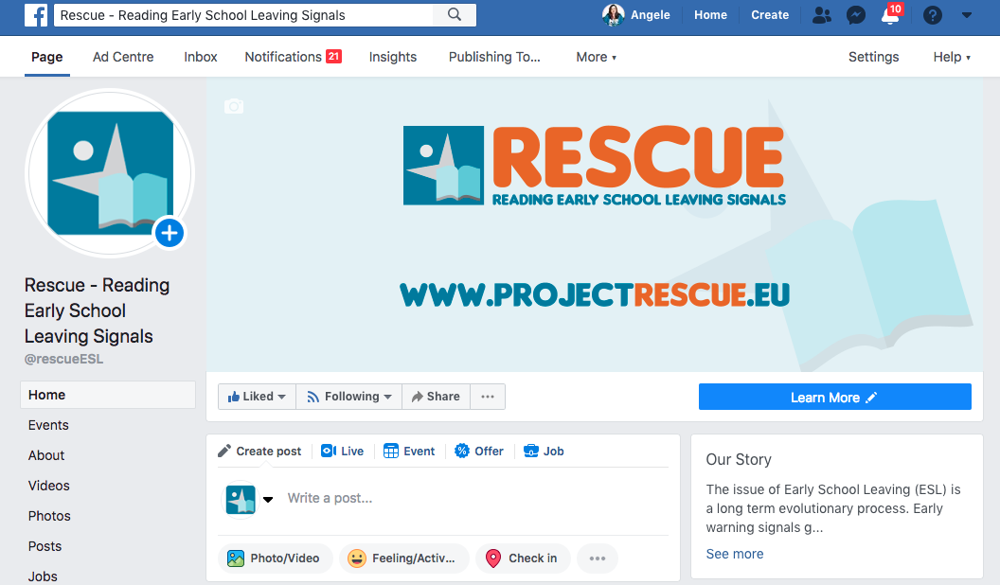 Rescue - Reading Early School Leaving Signals
Angele
Home
Create
10
Page
Ad Centre
Inbox
Notifications 21
Insights
Publishing To...
More
Settings
Help
RESCUE
READING EARLY SCHOOL LEAVING SIGNALS
WWW.PROJECTRESCUE.EU
Rescue - Reading
Early School
Leaving Signals
@rescueESL
Home
Events
About
Videos
Photos
Posts
Jobs
Liked
Following
Share
Learn More
Create post
Live
Event
Offer
Job
Write a post...
Photo/Video
Feeling/Activ...
Check in
Our Story
The issue of Early School Leaving (ESL) is
a long term evolutionary process. Early
warning signals g...
See more